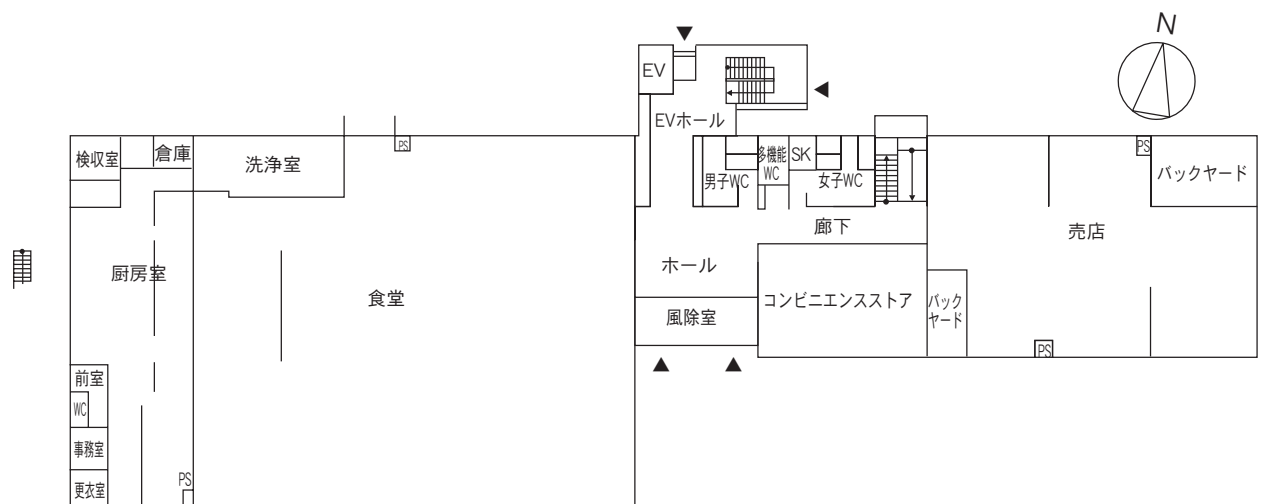 N
EV
EVホール
PS
検収室
倉庫
洗浄室
多機能
WC
SK
男子WC
女子WC
PS
バックヤード
廊下
売店
厨房室
食堂
ホール
コンビニエンスストア
バック
ヤード
風除室
PS
前室
WC
事務室
PS
更衣室